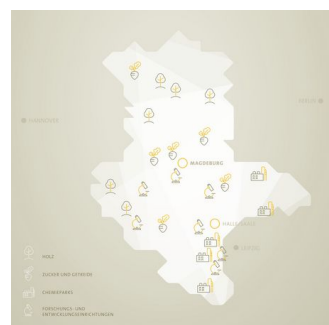 BERLIN
HANNOVER
MAGDEBURG
HALLE (SAALE)
LEIPZIG
HOLZ
ZUCKER UND GETREIDE
CHEMIEPARKS
FORSCHUNGS- UND
ENTWICKLUNGSEINRICHTUNGEN